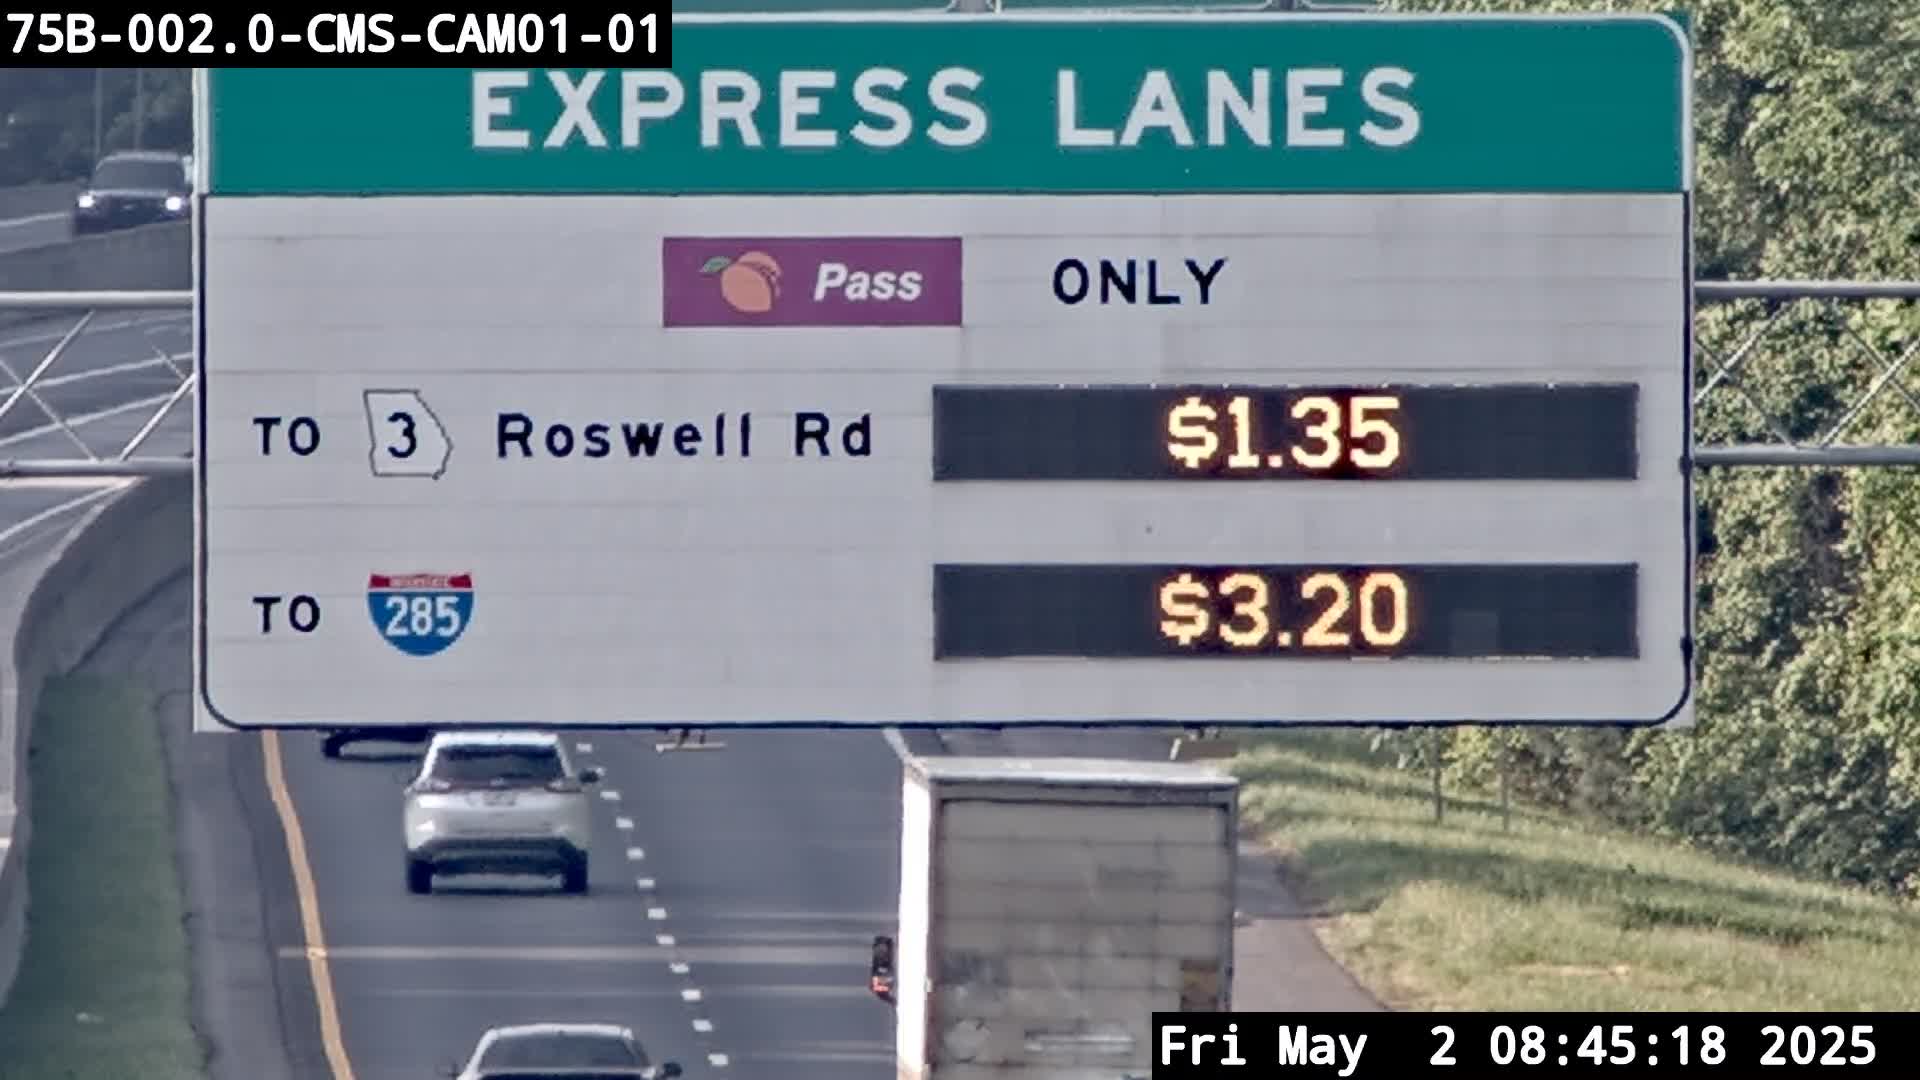 75B-002.0-CMS-CAM01-01
EXPRESS LANES
Pass ONLY
TO 3 Roswell Rd $1.35
TO 285 $3.20
Fri May 2 08:45:18 2025